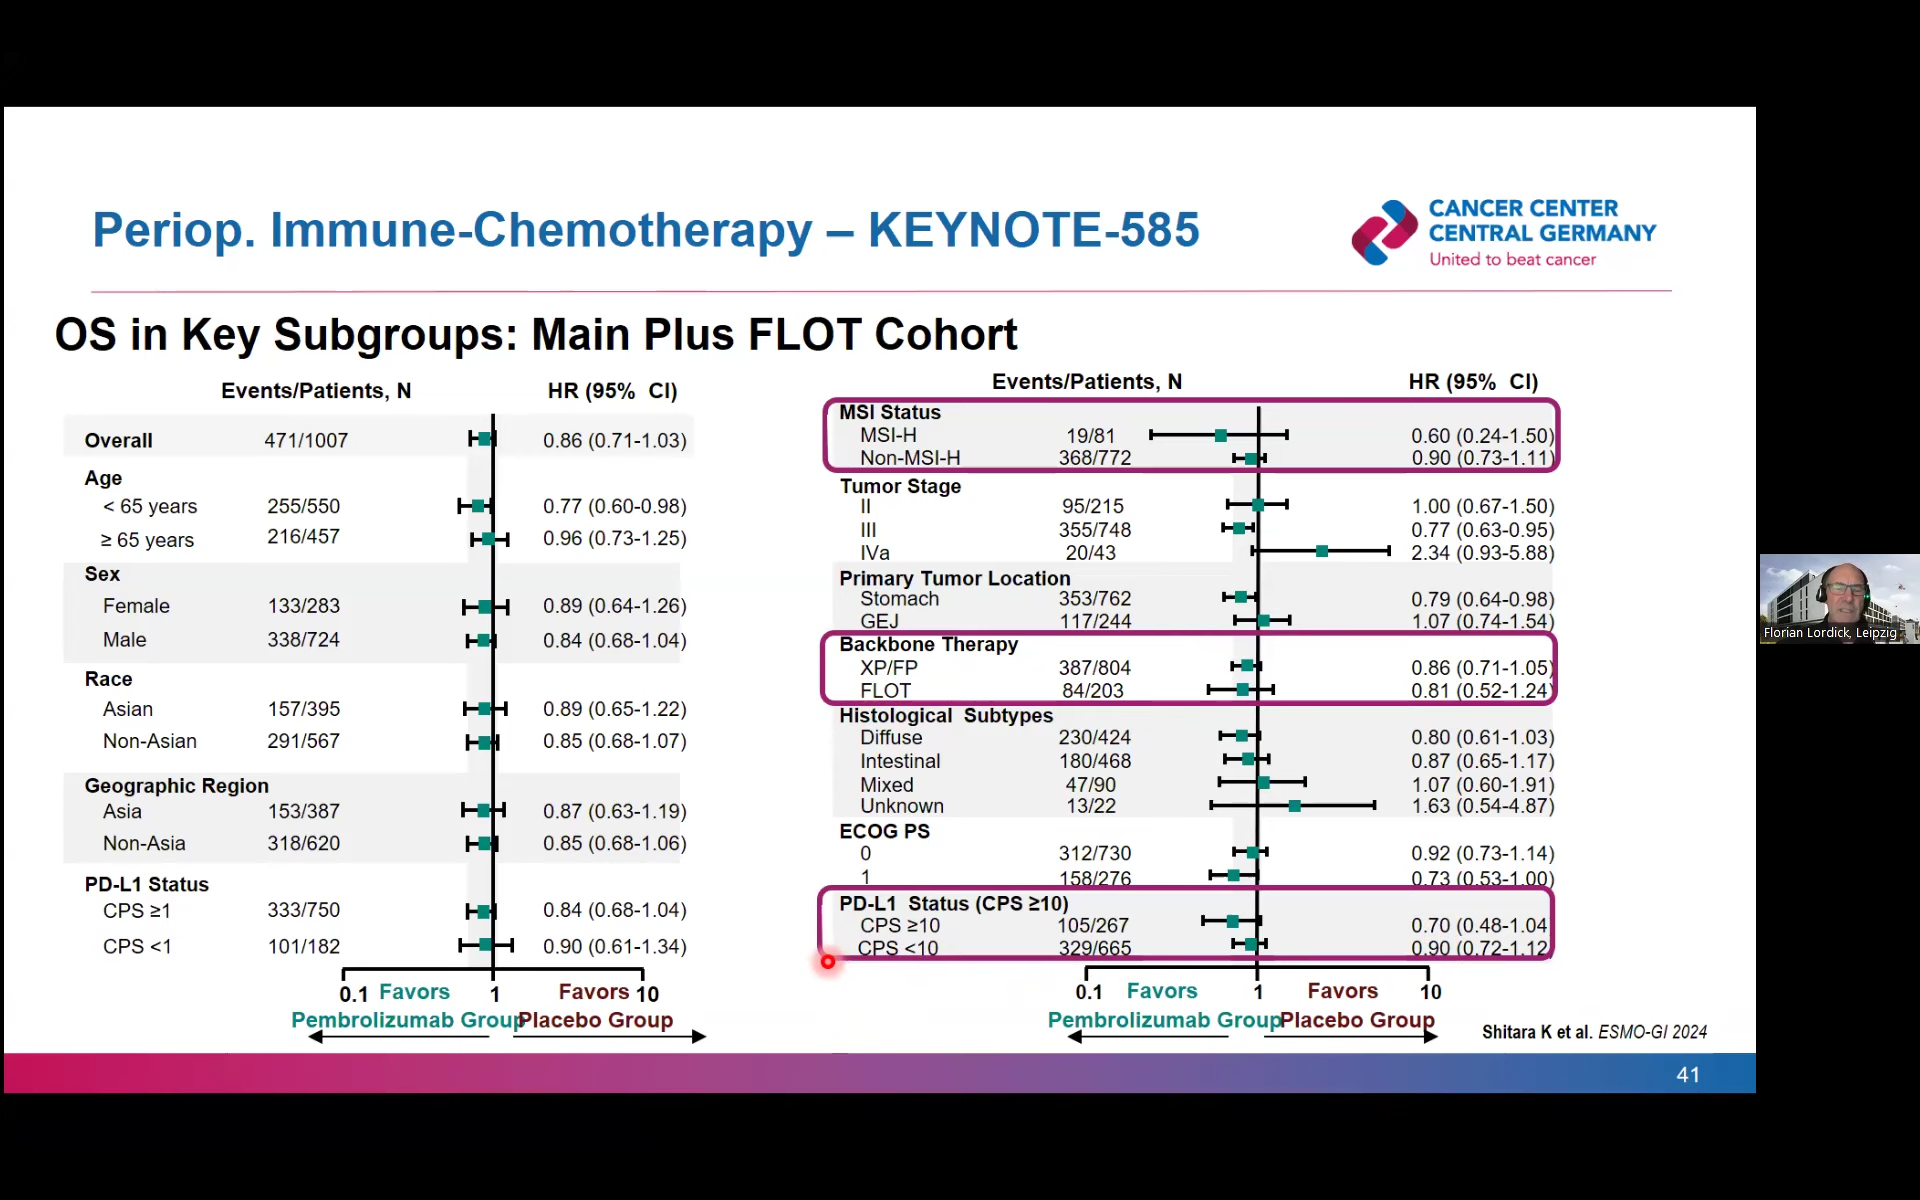 Periop. Immune-Chemotherapy – KEYNOTE-585
CANCER CENTER
CENTRAL GERMANY
United to beat cancer
OS in Key Subgroups: Main Plus FLOT Cohort
Events/Patients, N HR (95% CI)
Overall 471/1007 0.86 (0.71-1.03)
Age
< 65 years 255/550 0.77 (0.60-0.98)
≥ 65 years 216/457 0.96 (0.73-1.25)
Sex
Female 133/283 0.89 (0.64-1.26)
Male 338/724 0.84 (0.68-1.04)
Race
Asian 157/395 0.89 (0.65-1.22)
Non-Asian 291/567 0.85 (0.68-1.07)
Geographic Region
Asia 153/387 0.87 (0.63-1.19)
Non-Asia 318/620 0.85 (0.68-1.06)
PD-L1 Status
CPS ≥1 333/750 0.84 (0.68-1.04)
CPS <1 101/182 0.90 (0.61-1.34)
0.1 Favors 1 Favors 10
Pembrolizumab Group Placebo Group
Events/Patients, N HR (95% CI)
MSI Status
MSI-H 19/81 0.60 (0.24-1.50)
Non-MSI-H 368/772 0.90 (0.73-1.11)
Tumor Stage
II 95/215 1.00 (0.67-1.50)
III 355/748 0.77 (0.63-0.95)
IVa 20/43 2.34 (0.93-5.88)
Primary Tumor Location
Stomach 353/762 0.79 (0.64-0.98)
GEJ 117/244 1.07 (0.74-1.54)
Backbone Therapy
XP/FP 387/804 0.86 (0.71-1.05)
FLOT 84/203 0.81 (0.52-1.24)
Histological Subtypes
Diffuse 230/424 0.80 (0.61-1.03)
Intestinal 180/468 0.87 (0.65-1.17)
Mixed 47/90 1.07 (0.60-1.91)
Unknown 13/22 1.63 (0.54-4.87)
ECOG PS
0 312/730 0.92 (0.73-1.14)
1 158/276 0.73 (0.53-1.00)
PD-L1 Status (CPS ≥10)
CPS ≥10 105/267 0.70 (0.48-1.04
CPS <10 329/665 0.90 (0.72-1.12
0.1 Favors 1 Favors 10
Pembrolizumab Group Placebo Group
Shitara K et al. ESMO-GI 2024
41
Florian Lordick, Leipzig